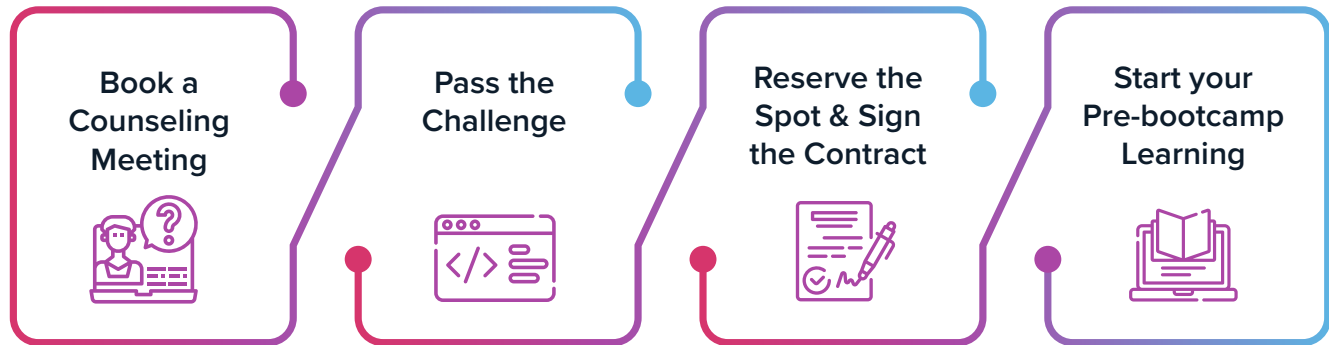 Book a
Counseling
Meeting
Pass the
Challenge
Reserve the
Spot & Sign
the Contract
Start your
Pre-bootcamp
Learning
?
</>